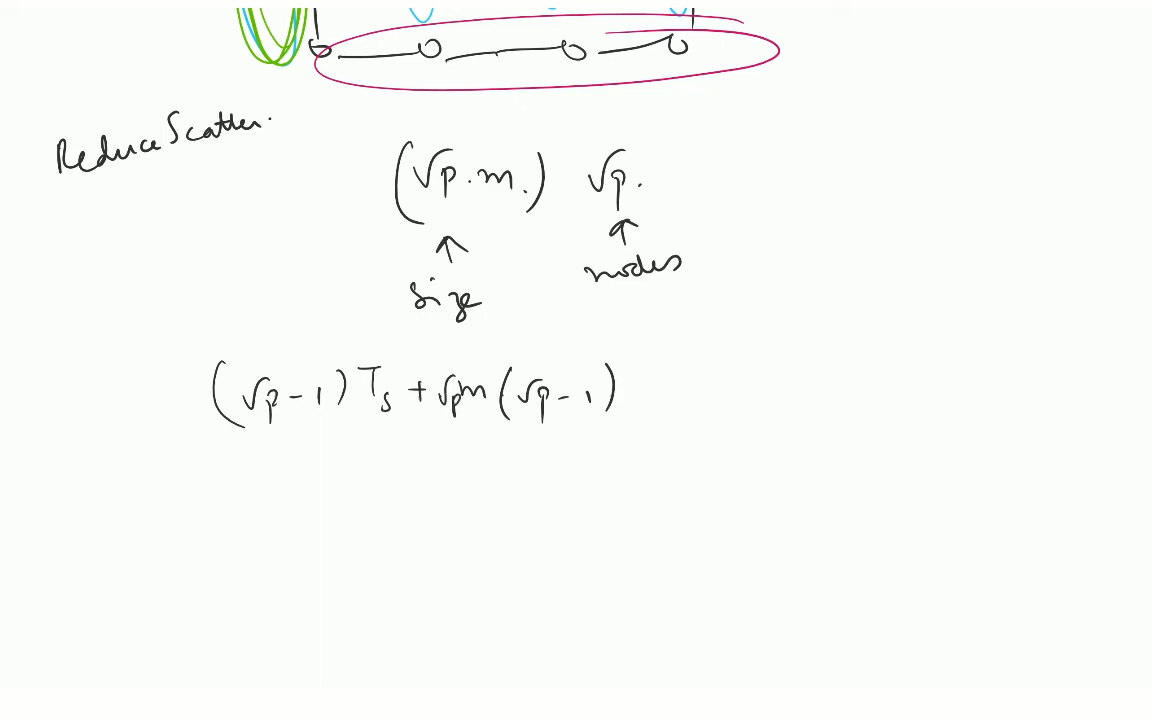 ReduceScatter.
(√p.m.) √p.
↑ ↑
size nodes
(√p-1)Ts+√pm(√p-1)